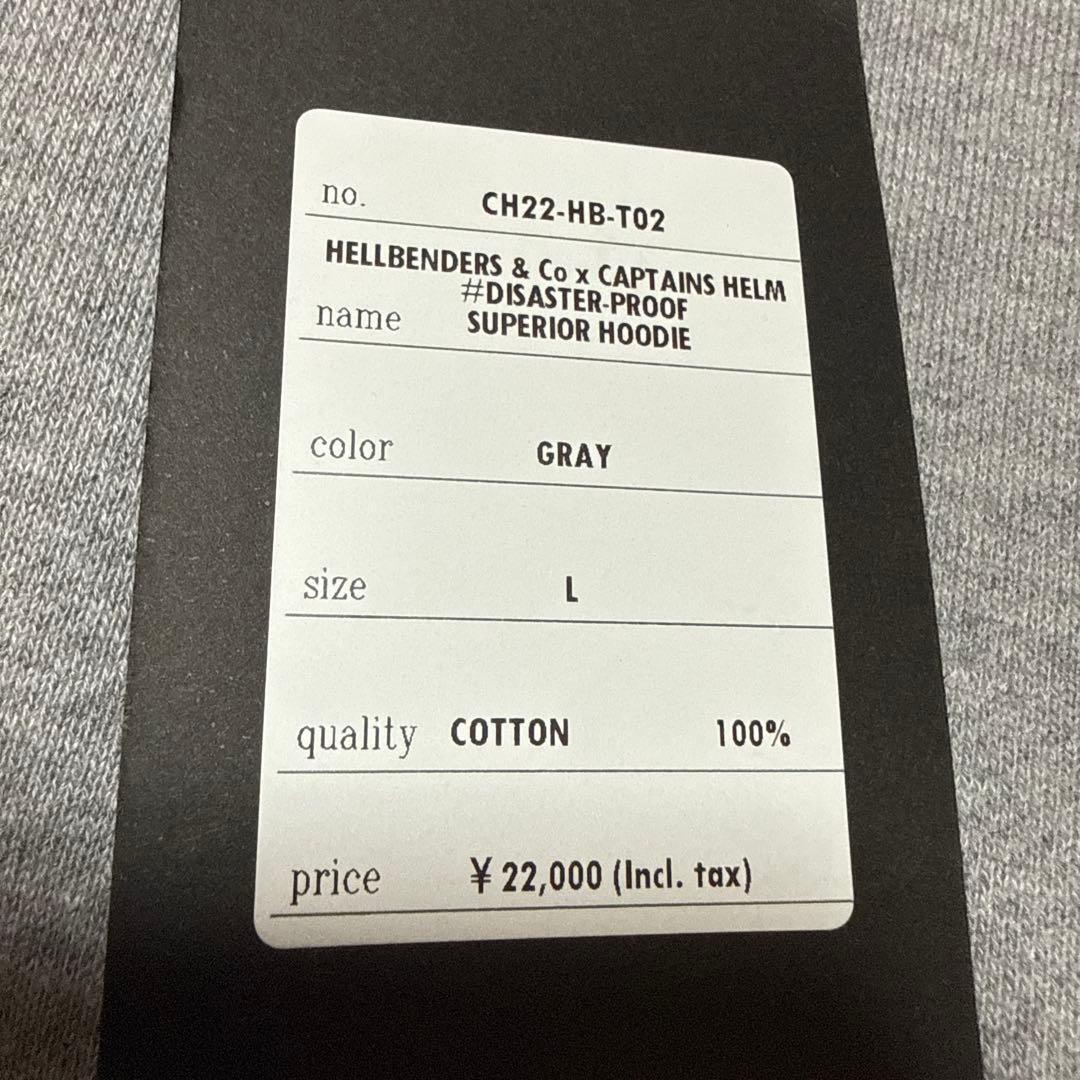 no. CH22-HB-T02
HELLBENDERS & Co x CAPTAINS HELM
#DISASTER-PROOF
name SUPERIOR HOODIE
color GRAY
size L
quality COTTON 100%
price ¥ 22,000 (Incl. tax)